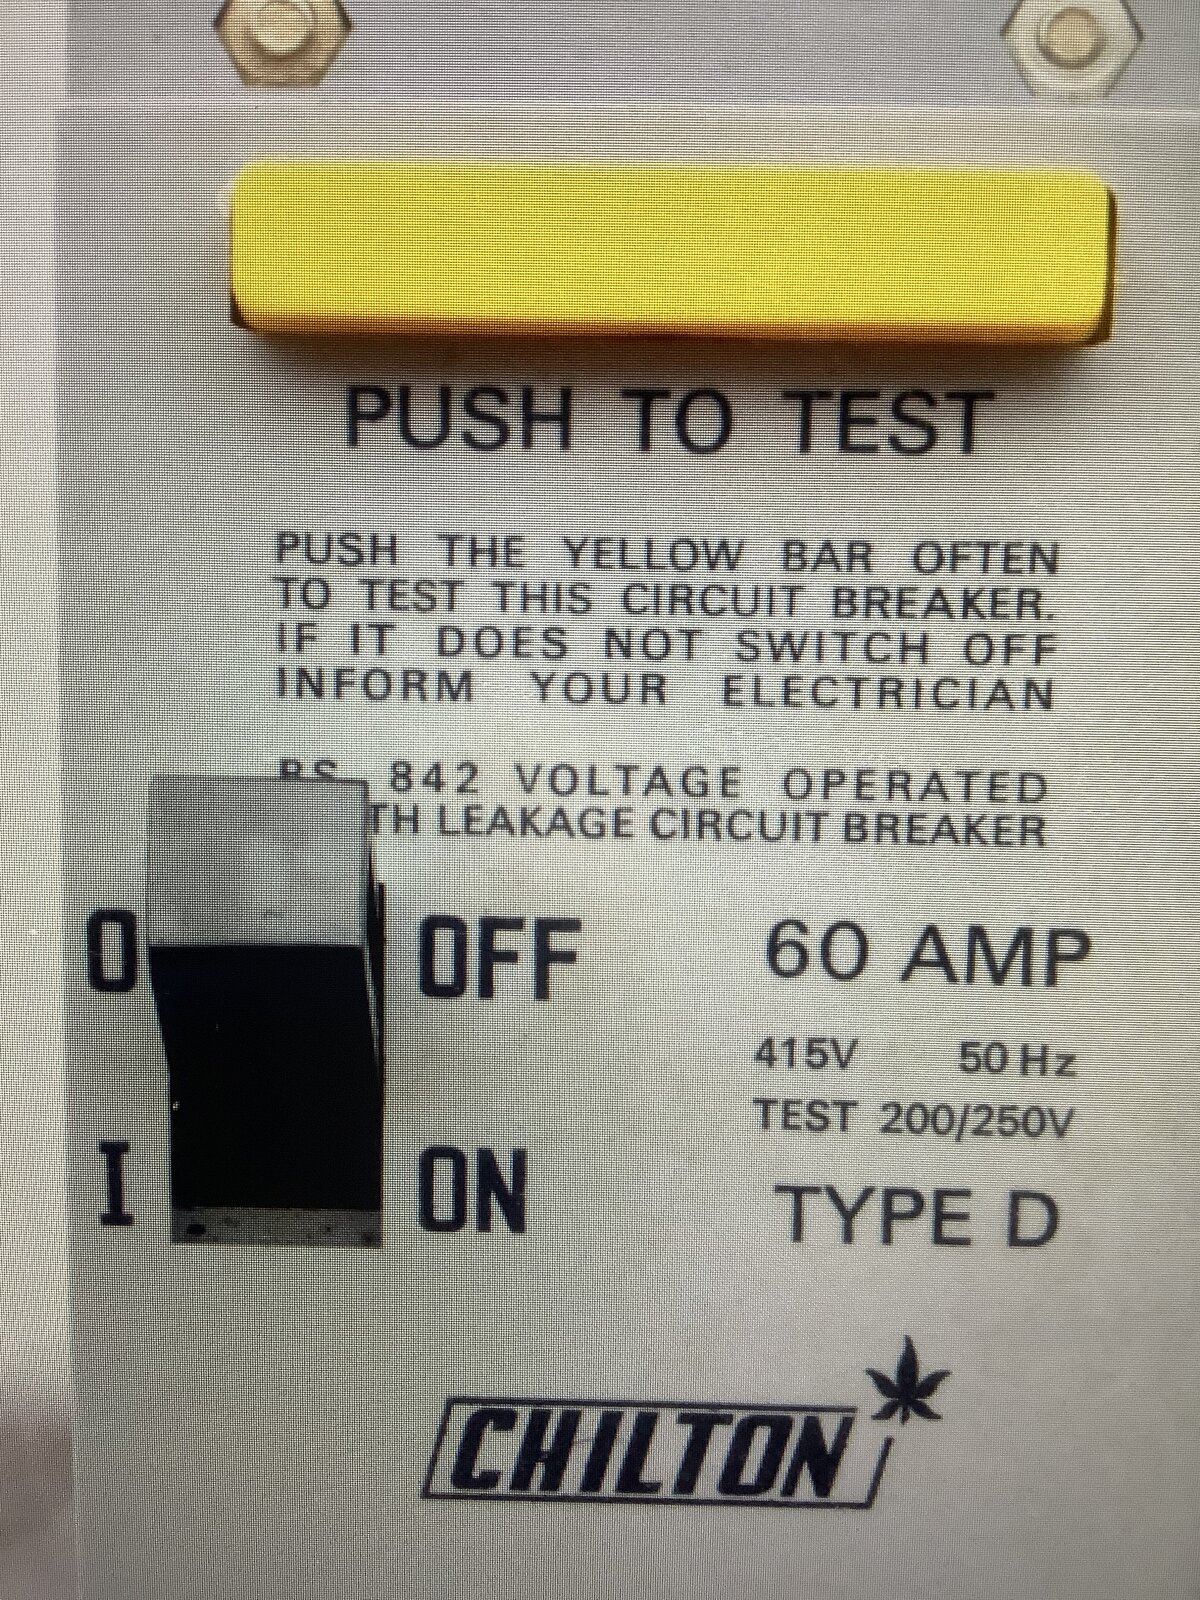 PUSH TO TEST
PUSH THE YELLOW BAR OFTEN
TO TEST THIS CIRCUIT BREAKER.
IF IT DOES NOT SWITCH OFF
INFORM YOUR ELECTRICIAN
BS 842 VOLTAGE OPERATED
TH LEAKAGE CIRCUIT BREAKER
O OFF 60 AMP
415V 50 Hz
TEST 200/250V
I ON TYPE D
CHILTON